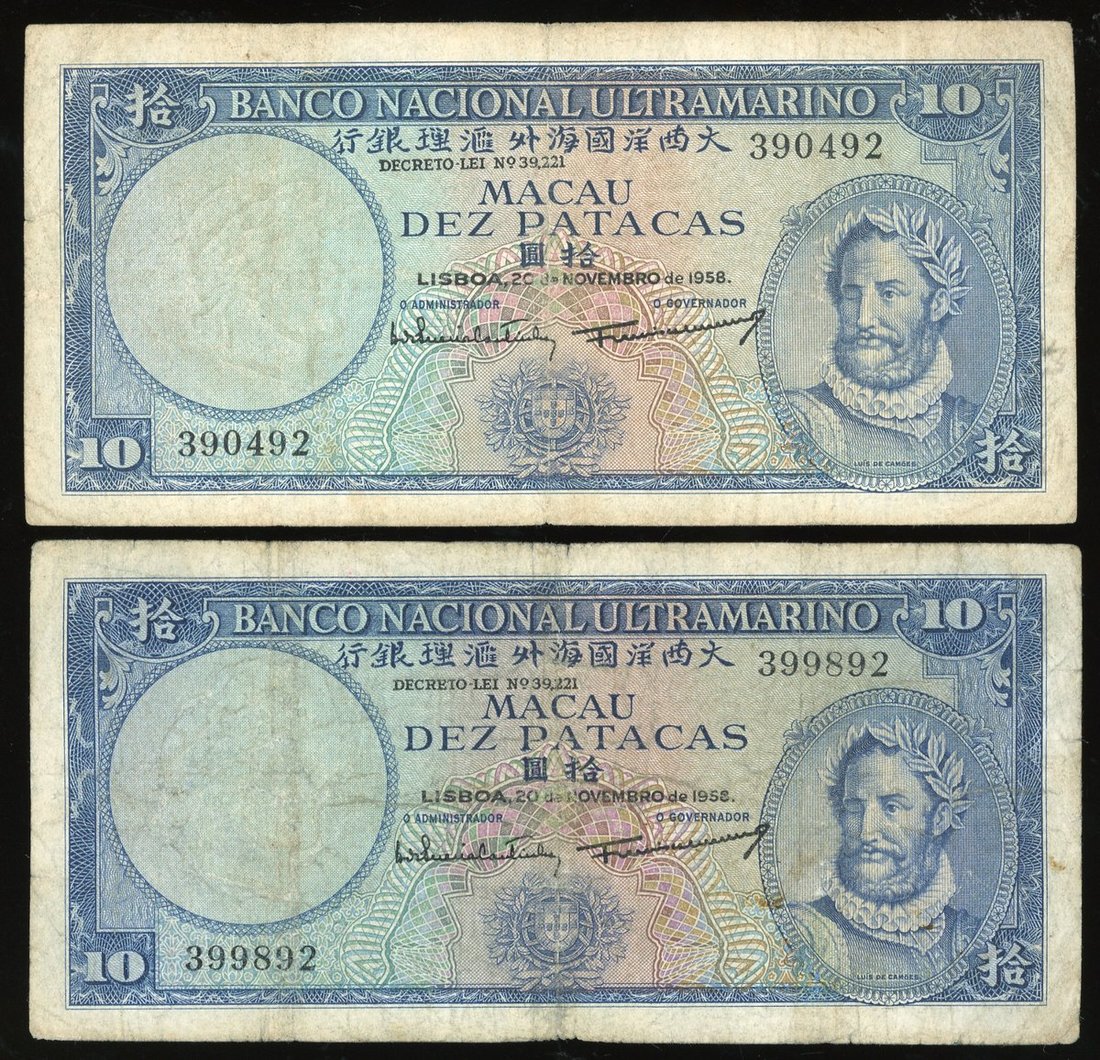 拾 BANCO NACIONAL ULTRAMARINO 10
大西洋國海外滙理銀行 390492
DECRETO-LEI Nº 39,221
MACAU
DEZ PATACAS
拾圓
LISBOA, 20 de NOVEMBRO de 1958.
O ADMINISTRADOR O GOVERNADOR
10 390492
LUIS DE CAMÕES
拾
拾 BANCO NACIONAL ULTRAMARINO 10
大西洋國海外滙理銀行 399892
DECRETO-LEI Nº 39,221
MACAU
DEZ PATACAS
拾圓
LISBOA, 20 de NOVEMBRO de 1958.
O ADMINISTRADOR O GOVERNADOR
10 399892
LUIS DE CAMÕES
拾